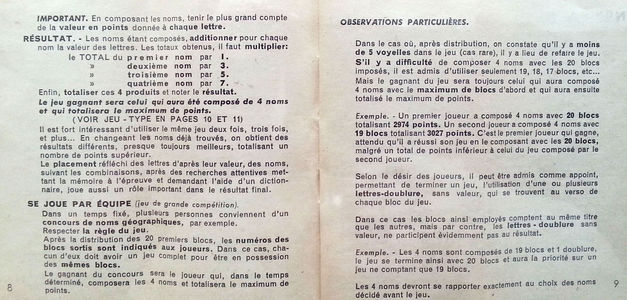 IMPORTANT. En composant les noms, tenir le plus grand compte
de la valeur en points donnée à chaque lettre.
RÉSULTAT. - Les noms étant composés, additionner pour chaque
nom la valeur des lettres. Les totaux obtenus, il faut multiplier:
le TOTAL du premier nom par 1.
» deuxième nom par 3.
» troisième nom par 5.
» quatrième nom par 7.
Enfin, totaliser ces 4 produits et noter le résultat.
Le jeu gagnant sera celui qui aura été composé de 4 noms
et qui totalisera le maximum de points.
(VOIR JEU-TYPE EN PAGES 10 ET 11)
Il est fort intéressant d'utiliser le même jeu deux fois, trois fois,
et plus... En changeant les noms déjà trouvés, on obtient des
résultats différents, presque toujours meilleurs, totalisant un
nombre de points supérieur.
Le placement réfléchi des lettres d'après leur valeur, des noms,
suivant les combinaisons, après des recherches attentives met-
tant la mémoire à l'épreuve et demandant l'aide d'un diction-
naire, joue aussi un rôle important dans le résultat final.
SE JOUE PAR ÉQUIPE (jeu de grande compétition).
Dans un temps fixé, plusieurs personnes conviennent d'un
concours de noms géographiques, par exemple.
Respecter la règle du jeu.
Après la distribution des 20 premiers blocs, les numéros des
blocs sortis sont indiqués aux joueurs. Dans ce cas, cha-
cun d'eux doit avoir un jeu complet pour être en possession
des mêmes blocs.
Le gagnant du concours sera le joueur qui, dans le temps
déterminé, composera les 4 noms et totalisera le maximum de
points.
8
OBSERVATIONS PARTICULIÈRES.
Dans le cas où, après distribution, on constate qu'il y a moins
de 5 voyelles dans le jeu (cas rare), il y a lieu de refaire le jeu.
S'il y a difficulté de composer 4 noms avec les 20 blocs
imposés, il est admis d'utiliser seulement 19, 18, 17 blocs, etc...
Mais le gagnant du jeu sera toujours celui qui aura composé
4 noms avec le maximum de blocs d'abord et qui aura ensuite
totalisé le maximum de points.
Exemple. - Un premier joueur a composé 4 noms avec 20 blocs
totalisant 2974 points. Un second joueur a composé 4 noms avec
19 blocs totalisant 3027 points. C'est le premier joueur qui gagne,
attendu qu'il a réussi son jeu en le composant avec les 20 blocs,
malgré un total de points inférieur à celui du jeu composé par le
second joueur.
Selon le désir des joueurs, il peut être admis comme appoint,
permettant de terminer un jeu, l'utilisation d'une ou plusieurs
lettres-doublure, sans valeur, qui se trouvent au verso de
chaque bloc du jeu.
Dans ce cas les blocs ainsi employés comptent au même titre
que les autres, mais par contre, les lettres-doublure sans
valeur, ne participent évidemment pas au résultat.
Exemple. - Les 4 noms sont composés de 19 blocs et 1 doublure,
le jeu se termine ainsi avec 20 blocs et aura la priorité sur un
jeu ne comptant que 19 blocs.
Les 4 noms devront se rapporter exactement au choix des noms
décidé avant le jeu.
9